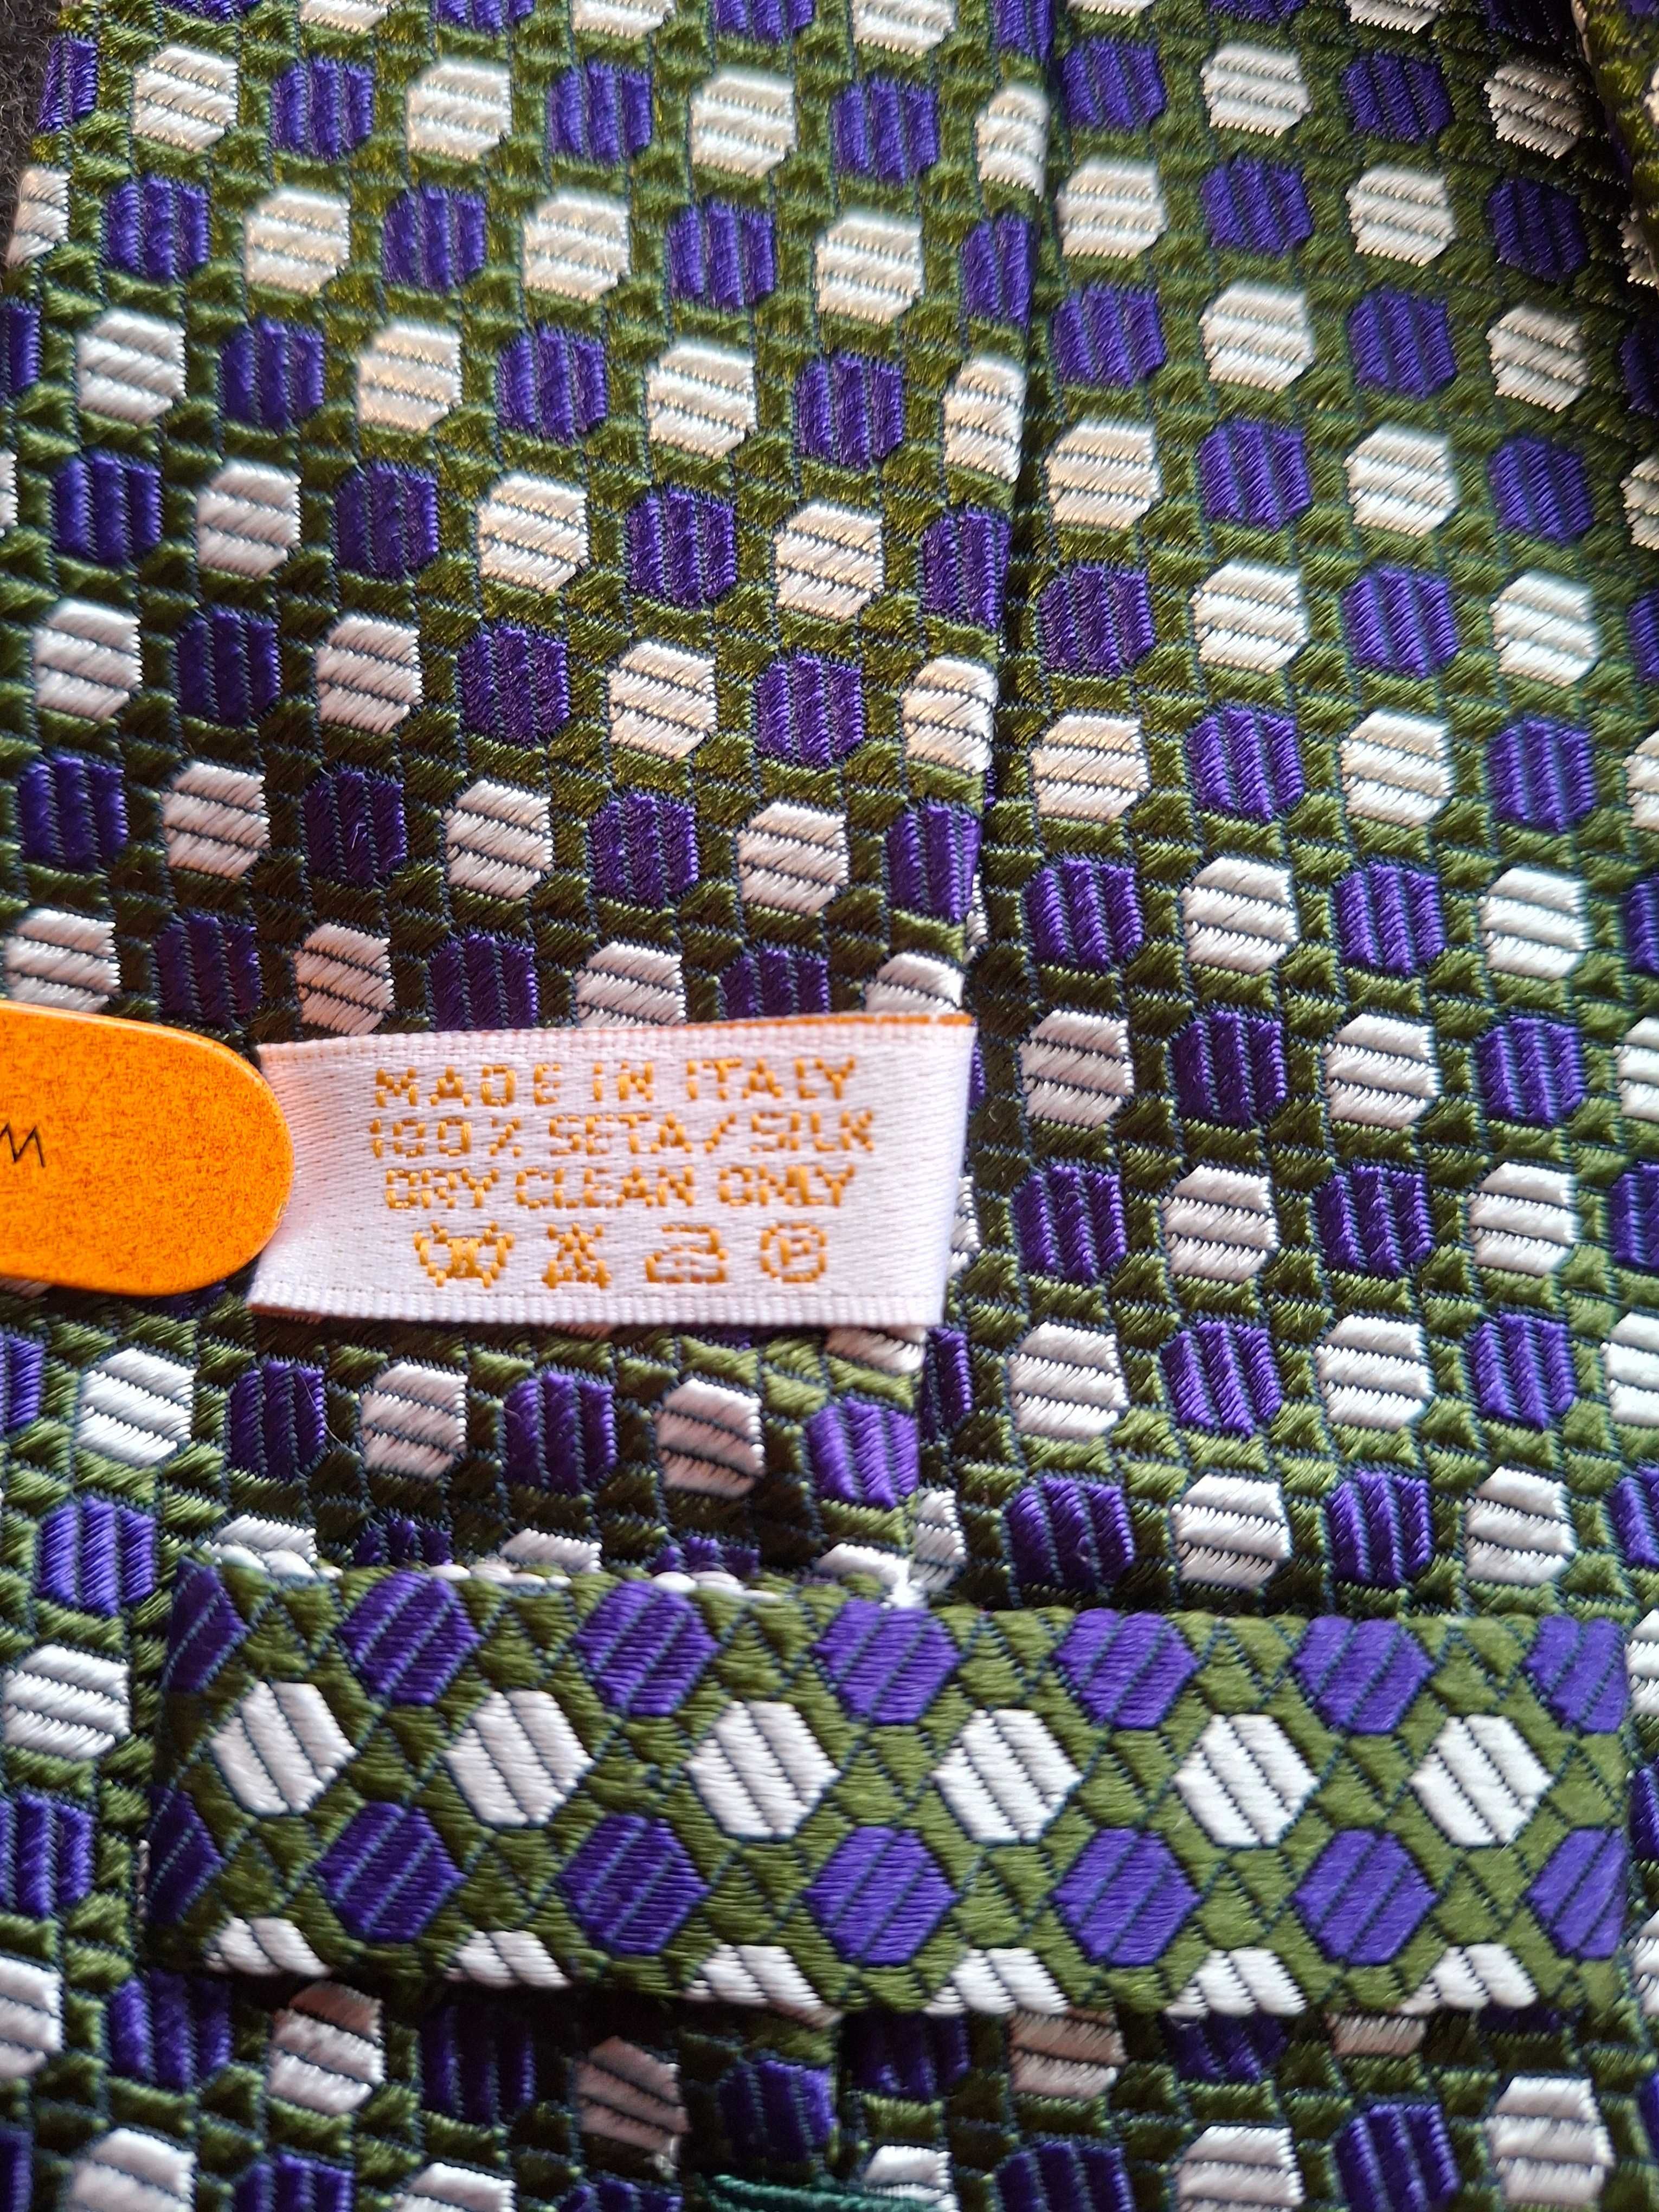 MADE IN ITALY
100% SETA/SILK
DRY CLEAN ONLY
P